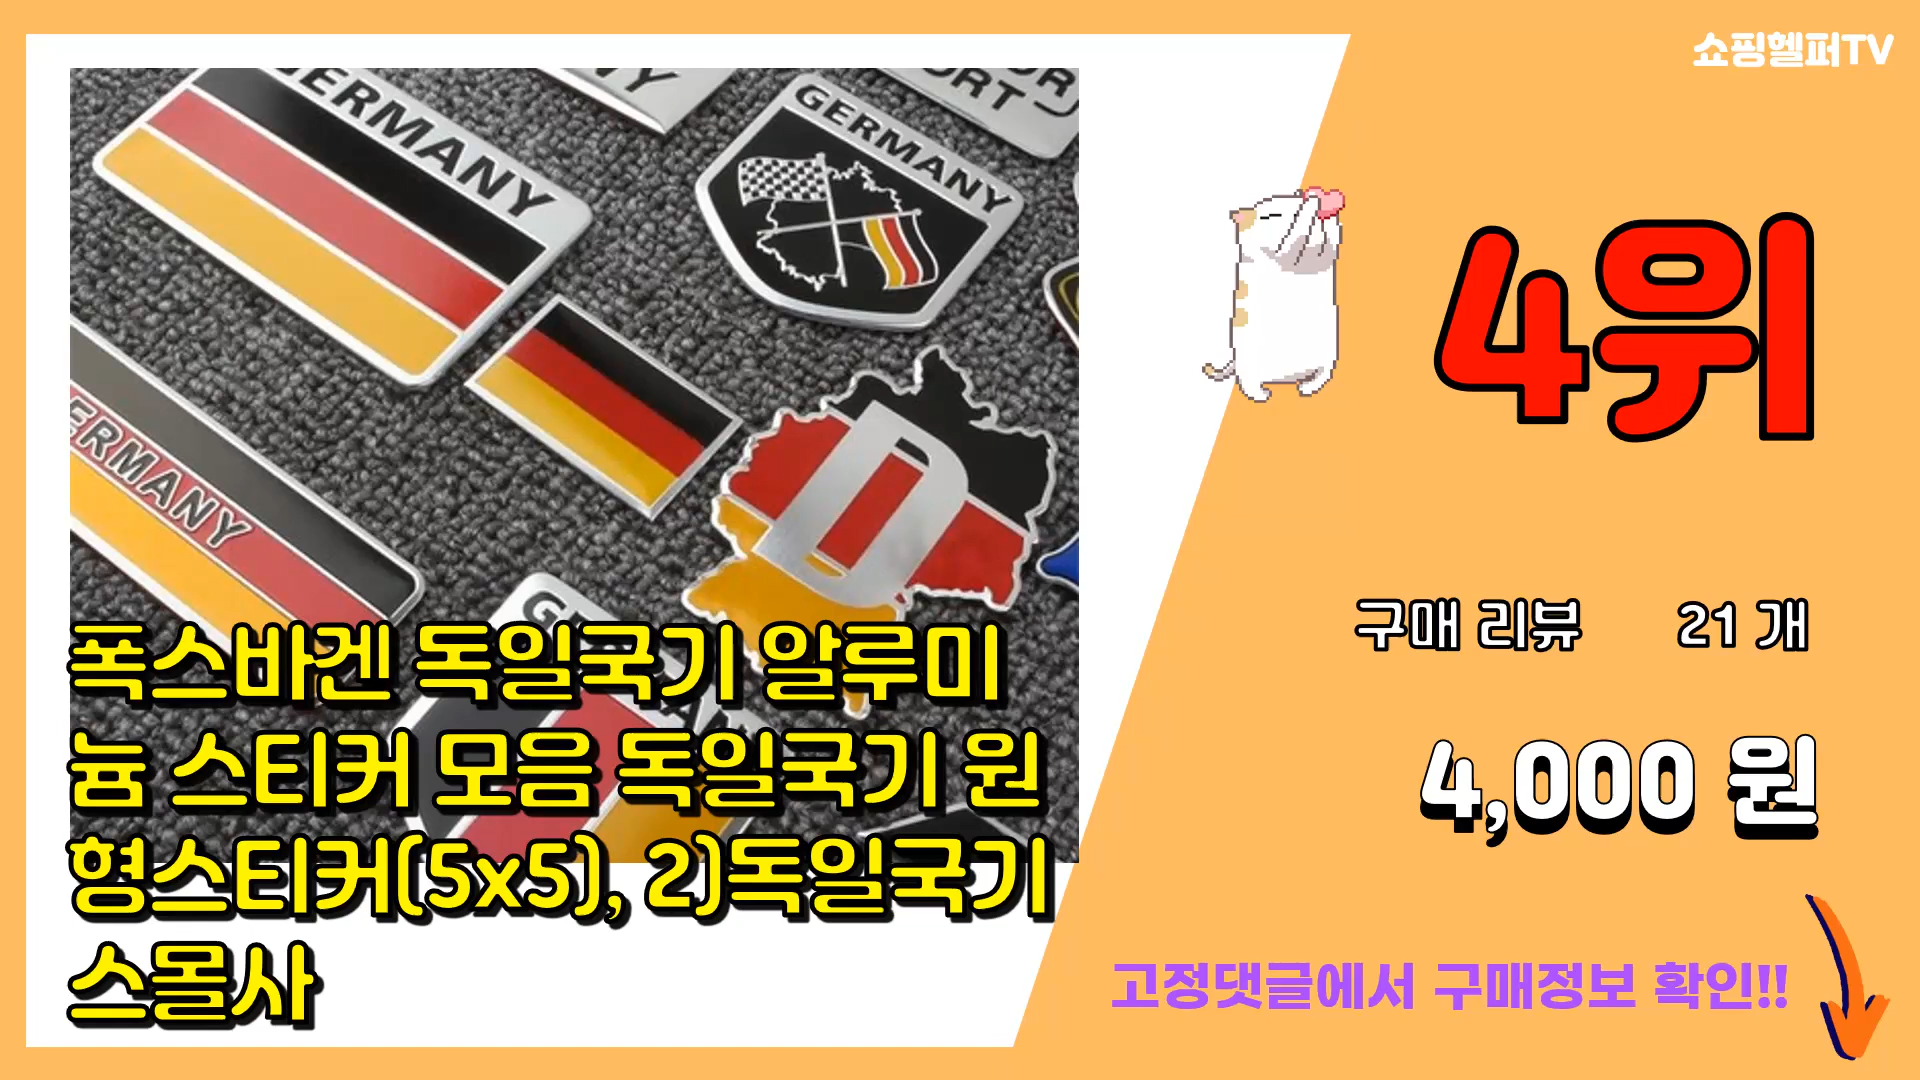 쇼핑헬퍼TV
GERMANY
GERMANY
GERMANY
4위
구매 리뷰 21 개
4,000 원
폭스바겐 독일국기 알루미
늄 스티커 모음 독일국기 원
형스티커(5x5), 2)독일국기
스몰사
고정댓글에서 구매정보 확인!!
D